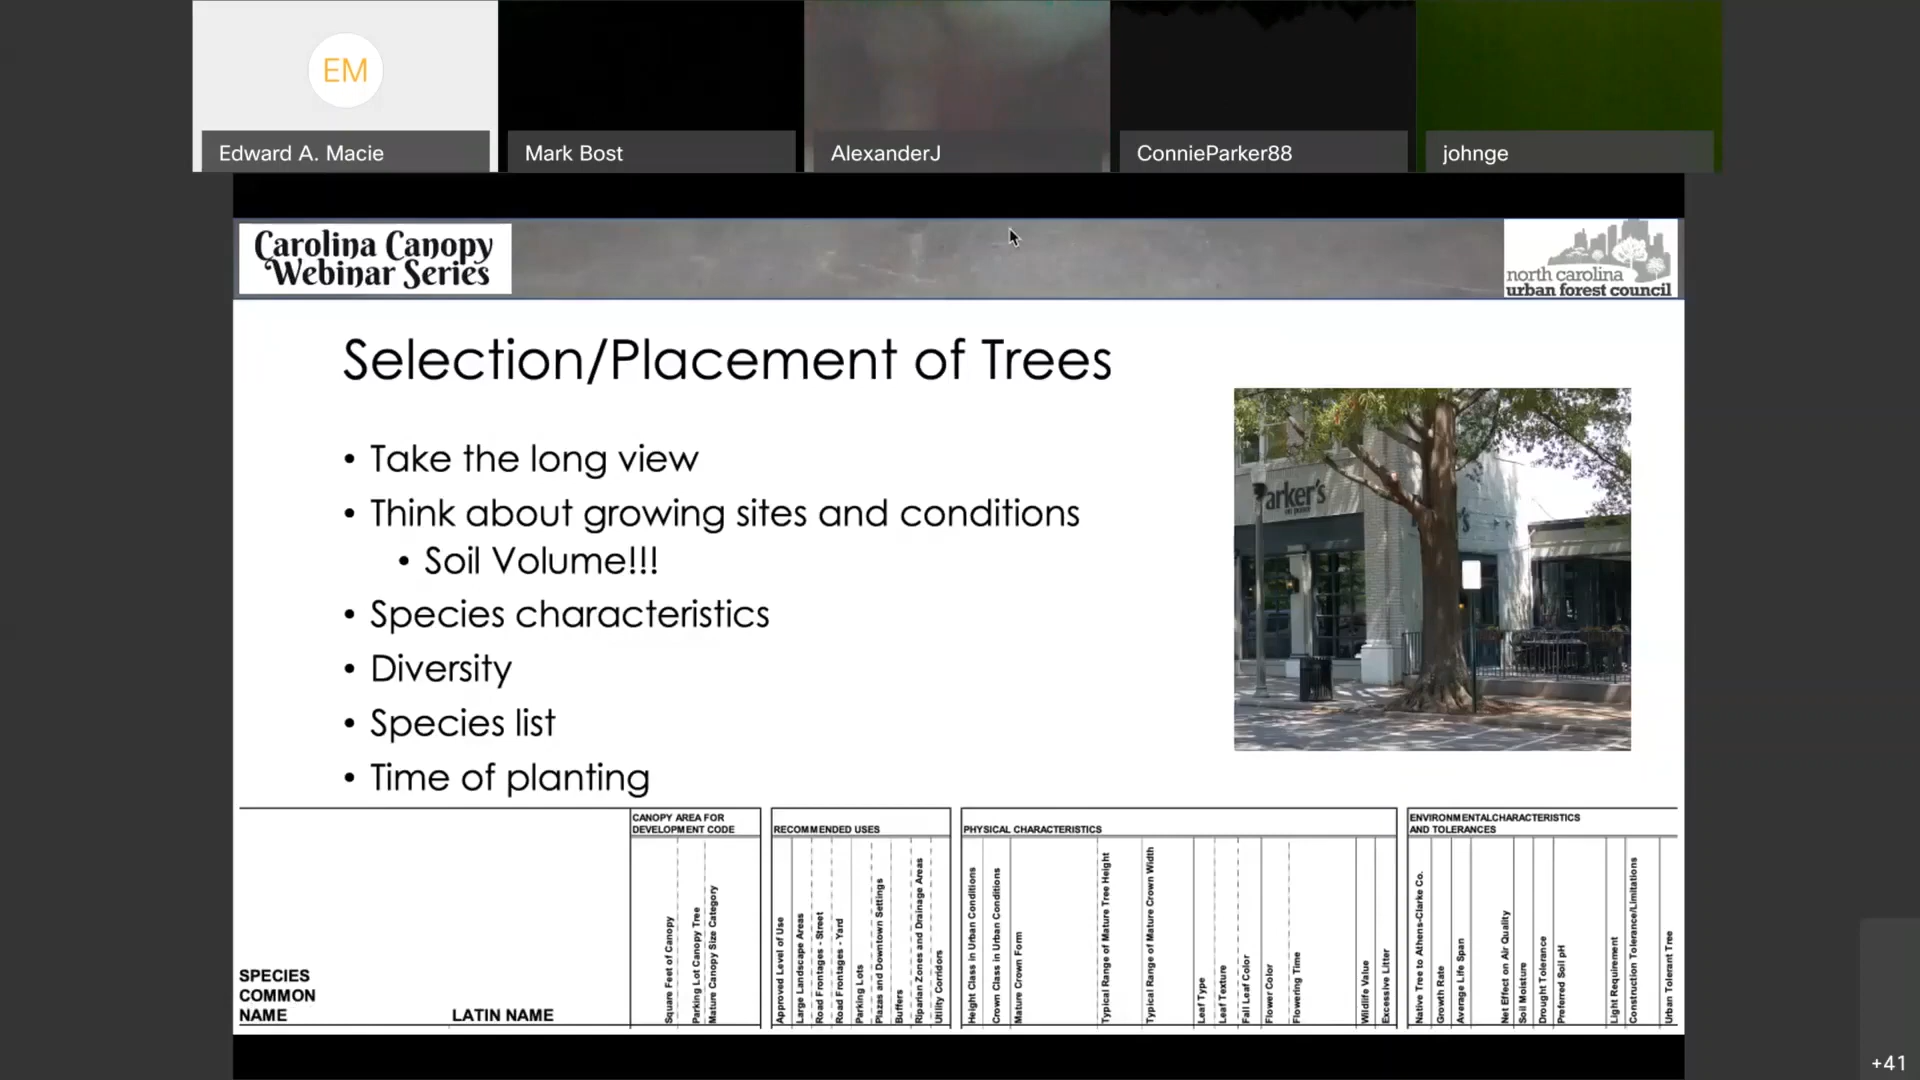 EM
Edward A. Macie
Mark Bost
AlexanderJ
ConnieParker88
johnge
Carolina Canopy
Webinar Series
north carolina
urban forest council
Selection/Placement of Trees
• Take the long view
• Think about growing sites and conditions
• Soil Volume!!!
• Species characteristics
• Diversity
• Species list
• Time of planting
arker's
SPECIES
COMMON
NAME
LATIN NAME
CANOPY AREA FOR
DEVELOPMENT CODE
Square Feet of Canopy
Parking Lot Canopy Tree
Mature Canopy Size Category
RECOMMENDED USES
Approved Level of Use
Large Landscape Areas
Road Frontages - Street
Road Frontages - Yard
Parking Lots
Plazas and Downtown Settings
Buffers
Riparian Zones and Drainage Areas
Utility Corridors
PHYSICAL CHARACTERISTICS
Height Class in Urban Conditions
Crown Class in Urban Conditions
Mature Crown Form
Typical Range of Mature Tree Height
Typical Range of Mature Crown Width
Leaf Type
Leaf Texture
Fall Leaf Color
Flower Color
Flowering Time
Wildlife Value
Excessive Litter
ENVIRONMENTALCHARACTERISTICS
AND TOLERANCES
Native Tree to Athens-Clarke Co.
Growth Rate
Average Life Span
Net Effect on Air Quality
Soil Moisture
Drought Tolerance
Preferred Soil pH
Light Requirement
Construction Tolerance/Limitations
Urban Tolerant Tree
+41